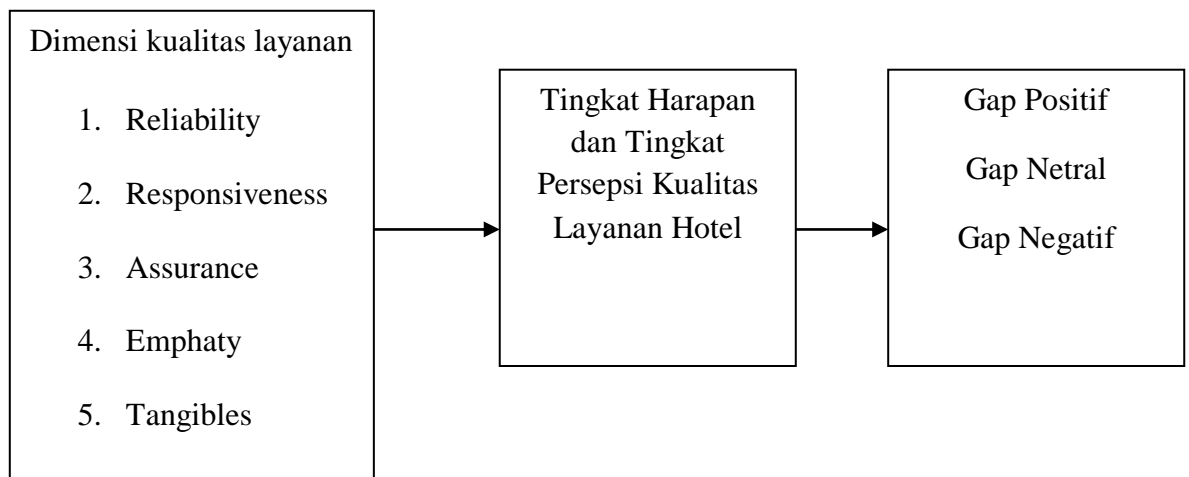 Dimensi kualitas layanan
1. Reliability
2. Responsiveness
3. Assurance
4. Emphaty
5. Tangibles
Tingkat Harapan
dan Tingkat
Persepsi Kualitas
Layanan Hotel
Gap Positif
Gap Netral
Gap Negatif